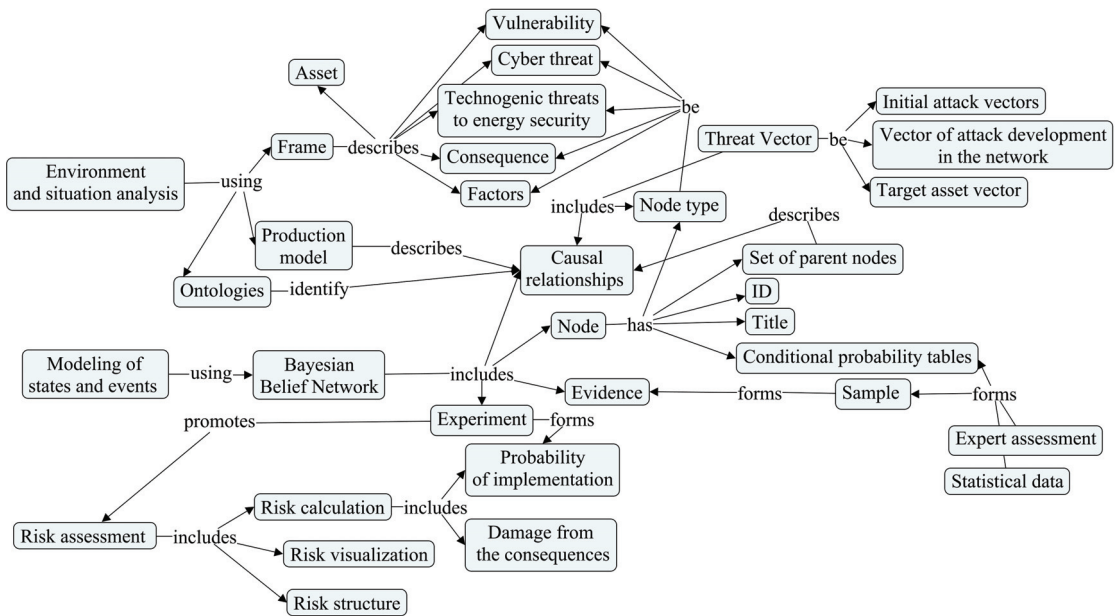 Vulnerability
Cyber threat
Asset
Technogenic threats
to energy security
be
Initial attack vectors
Threat Vector
be
Vector of attack development
in the network
Frame
describes
Consequence
Environment
and situation analysis
using
Factors
Target asset vector
includes
Node type
describes
Production
model
describes
Causal
relationships
Set of parent nodes
Ontologies
identify
ID
Node
has
Title
Modeling of
states and events
using
Bayesian
Belief Network
includes
Conditional probability tables
Evidence
forms
Sample
forms
promotes
Experiment
forms
Expert assessment
Probability
of implementation
Statistical data
Risk calculation
includes
Risk assessment
includes
Damage from
the consequences
Risk visualization
Risk structure